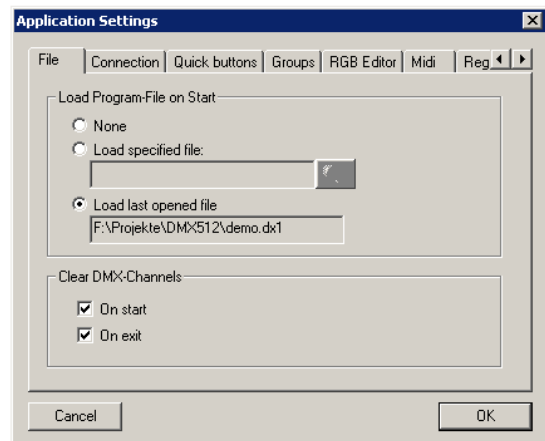 Application Settings
File Connection Quick buttons Groups RGB Editor Midi Reg
Load Program-File on Start
None
Load specified file:
Load last opened file
F:\Projekte\DMX512\demo.dx1
Clear DMX-Channels
On start
On exit
Cancel OK